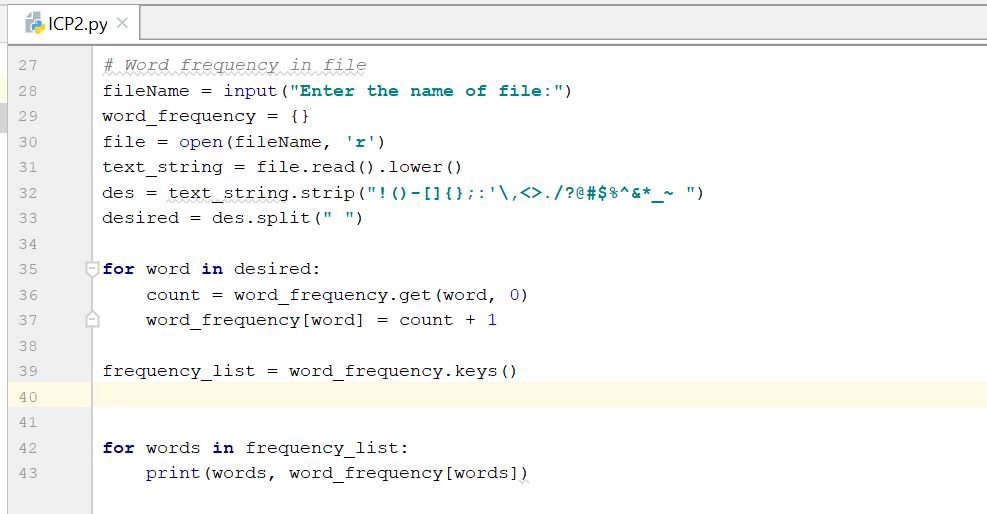 ICP2.py
27 # Word frequency in file
28 fileName = input("Enter the name of file:")
29 word_frequency = {}
30 file = open(fileName, 'r')
31 text_string = file.read().lower()
32 des = text_string.strip("!()-[]{};:'\,<>./?@#$%^&*_~ ")
33 desired = des.split(" ")
34
35 for word in desired:
36     count = word_frequency.get(word, 0)
37     word_frequency[word] = count + 1
38
39 frequency_list = word_frequency.keys()
40
41
42 for words in frequency_list:
43     print(words, word_frequency[words])